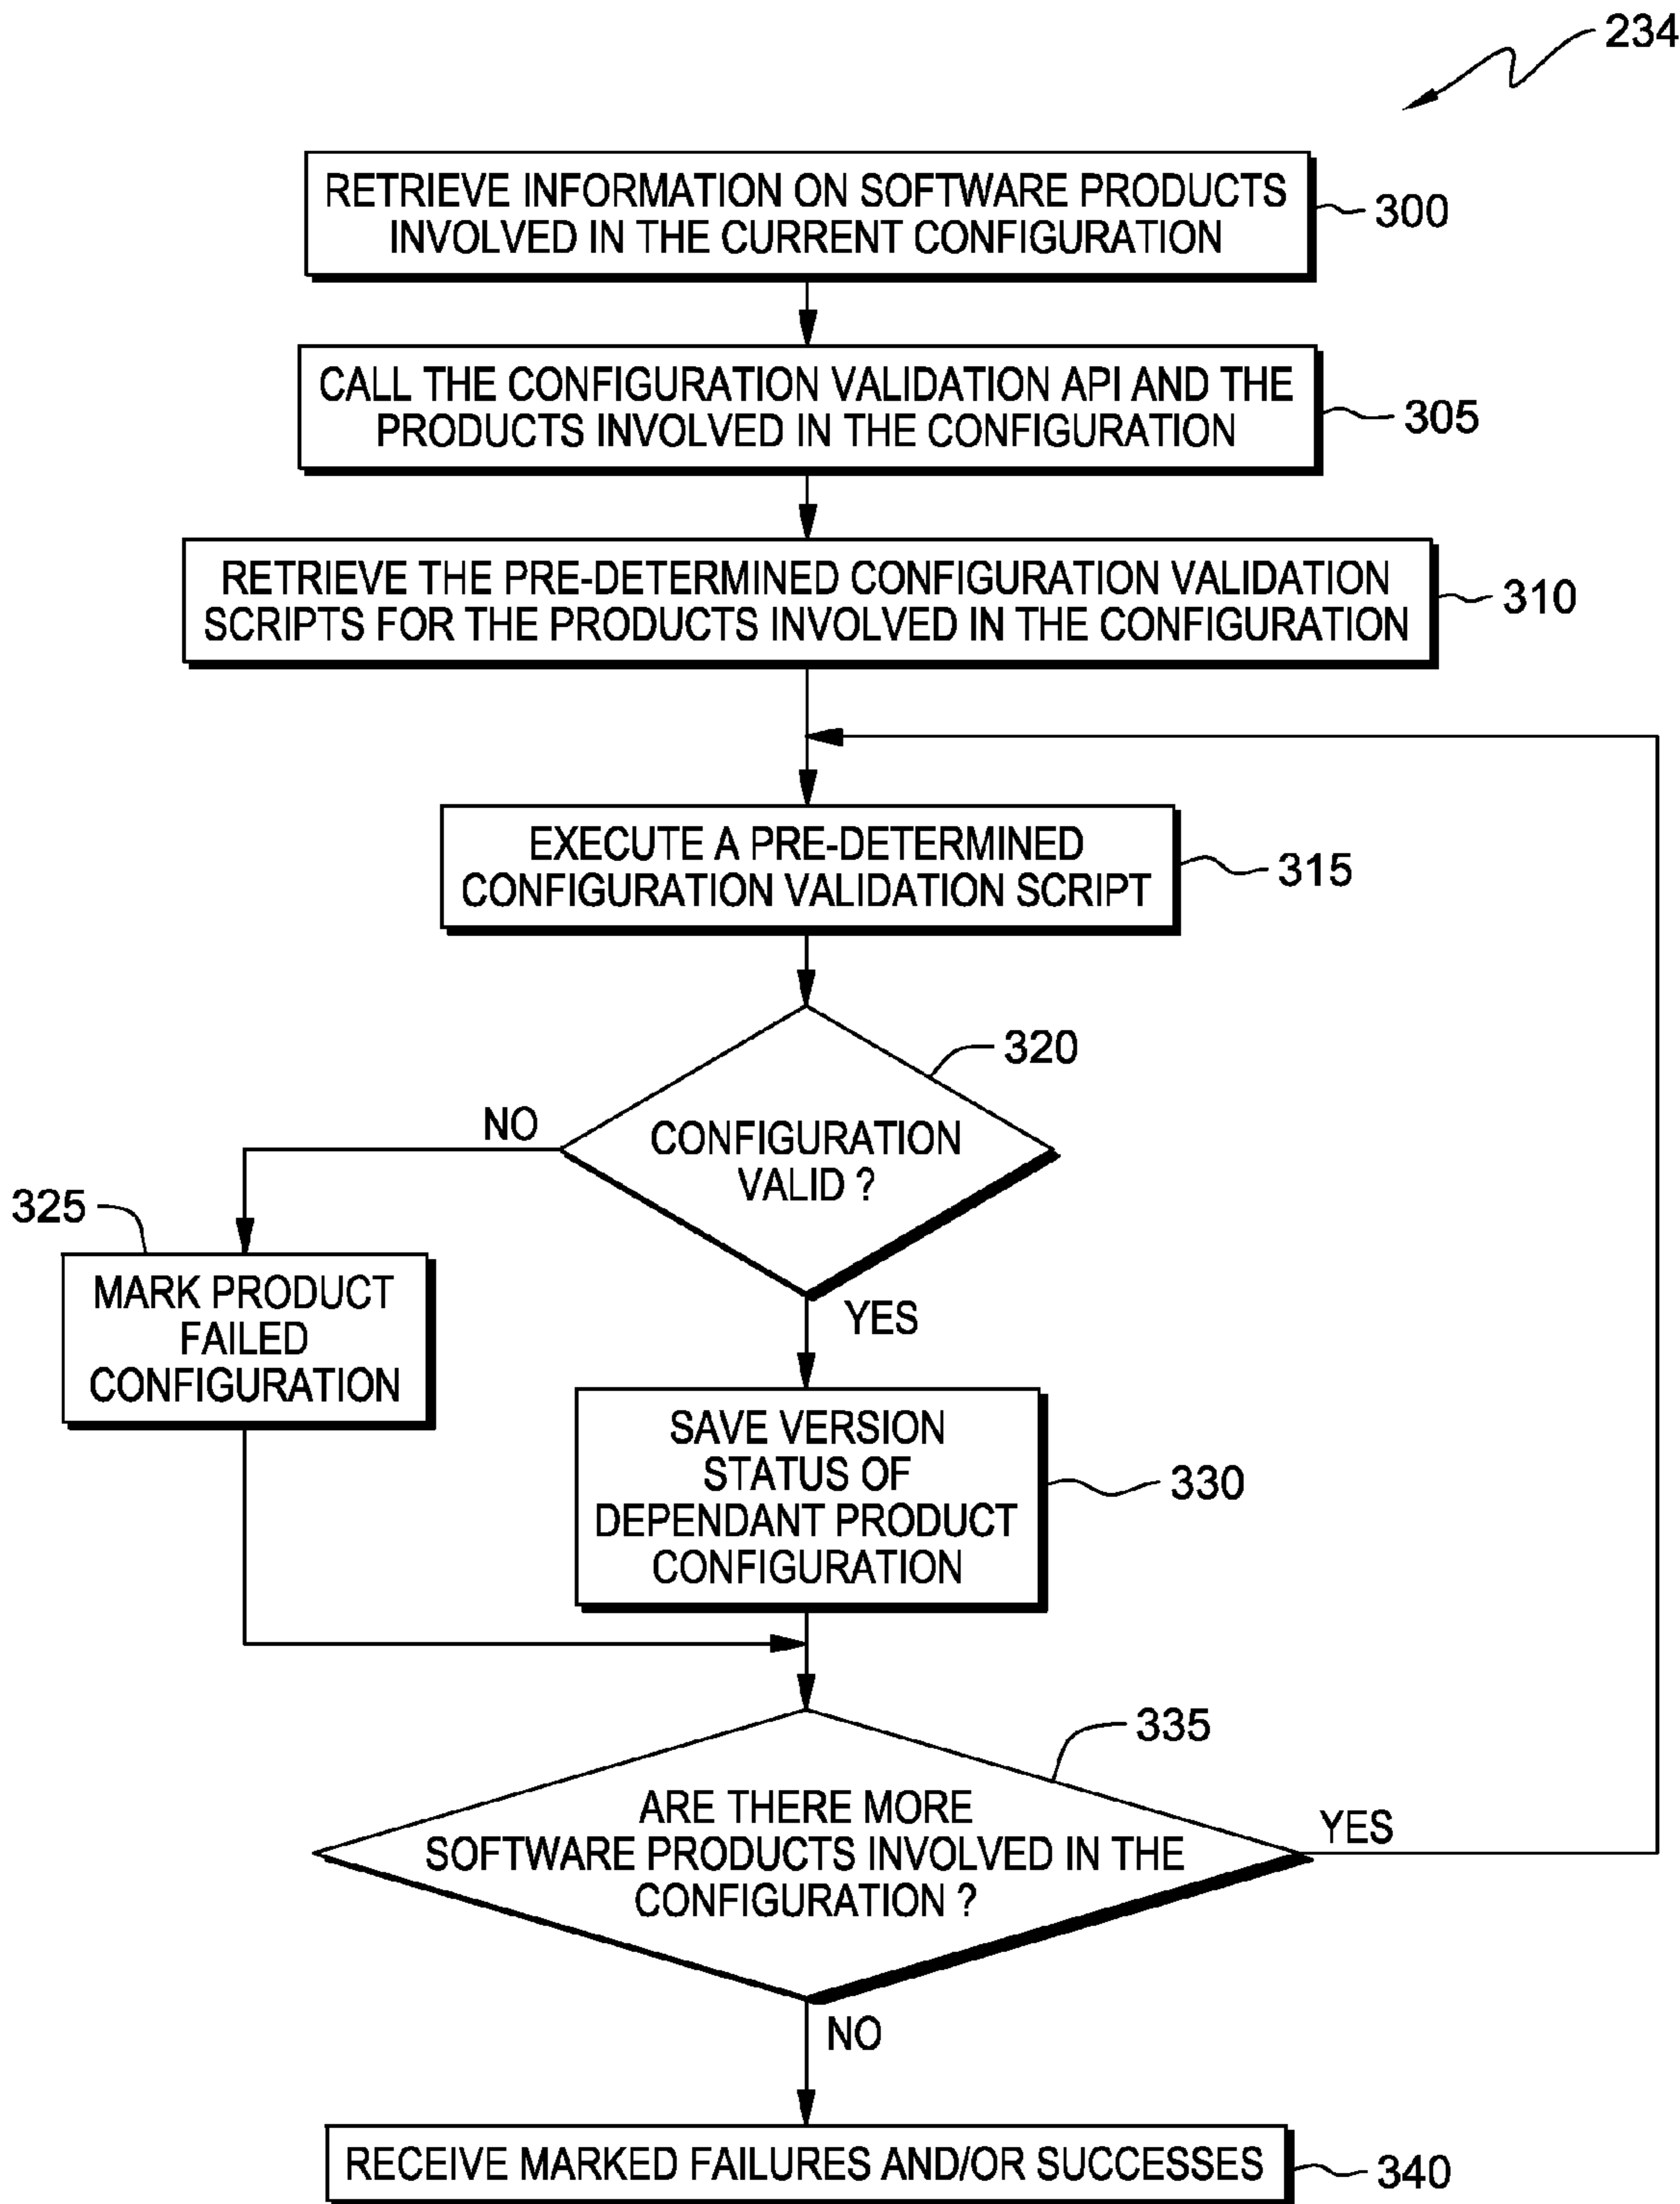 234
RETRIEVE INFORMATION ON SOFTWARE PRODUCTS
INVOLVED IN THE CURRENT CONFIGURATION
300
CALL THE CONFIGURATION VALIDATION API AND THE
PRODUCTS INVOLVED IN THE CONFIGURATION
305
RETRIEVE THE PRE-DETERMINED CONFIGURATION VALIDATION
SCRIPTS FOR THE PRODUCTS INVOLVED IN THE CONFIGURATION
310
EXECUTE A PRE-DETERMINED
CONFIGURATION VALIDATION SCRIPT
315
320
NO
CONFIGURATION
VALID ?
325
MARK PRODUCT
FAILED
CONFIGURATION
YES
SAVE VERSION
STATUS OF
DEPENDANT PRODUCT
CONFIGURATION
330
335
ARE THERE MORE
SOFTWARE PRODUCTS INVOLVED IN THE
CONFIGURATION ?
YES
NO
RECEIVE MARKED FAILURES AND/OR SUCCESSES
340